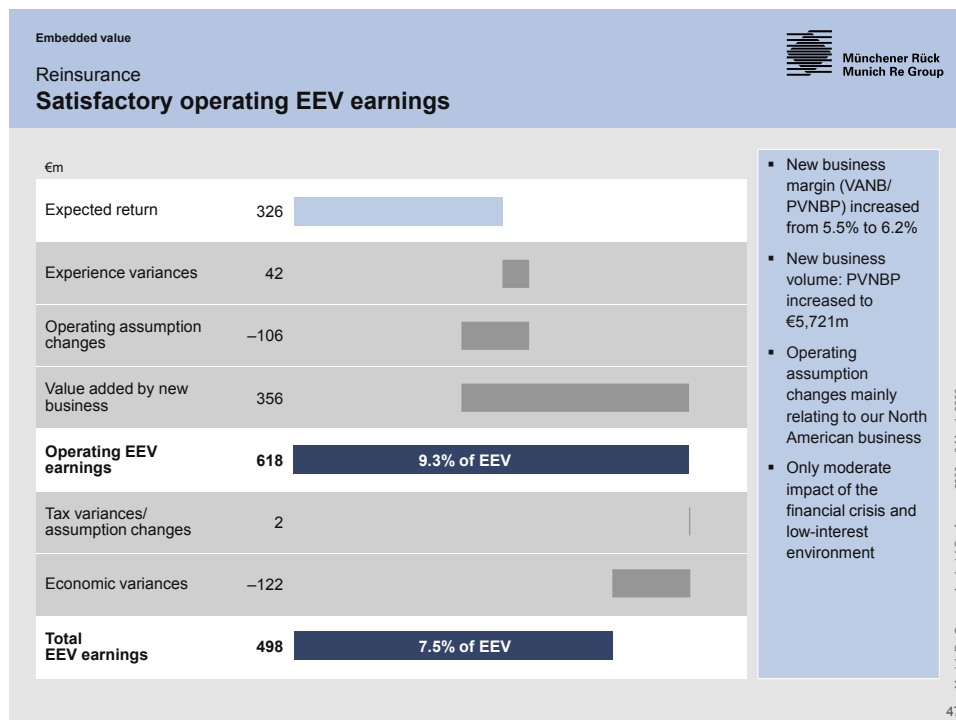 Embedded value
Münchener Rück
Munich Re Group
Reinsurance
Satisfactory operating EEV earnings
€m
Expected return 326
Experience variances 42
Operating assumption
changes –106
Value added by new
business 356
Operating EEV
earnings 618 9.3% of EEV
Tax variances/
assumption changes 2
Economic variances –122
Total
EEV earnings 498 7.5% of EEV
▪ New business
margin (VANB/
PVNBP) increased
from 5.5% to 6.2%
▪ New business
volume: PVNBP
increased to
€5,721m
▪ Operating
assumption
changes mainly
relating to our North
American business
▪ Only moderate
impact of the
financial crisis and
low-interest
environment
47